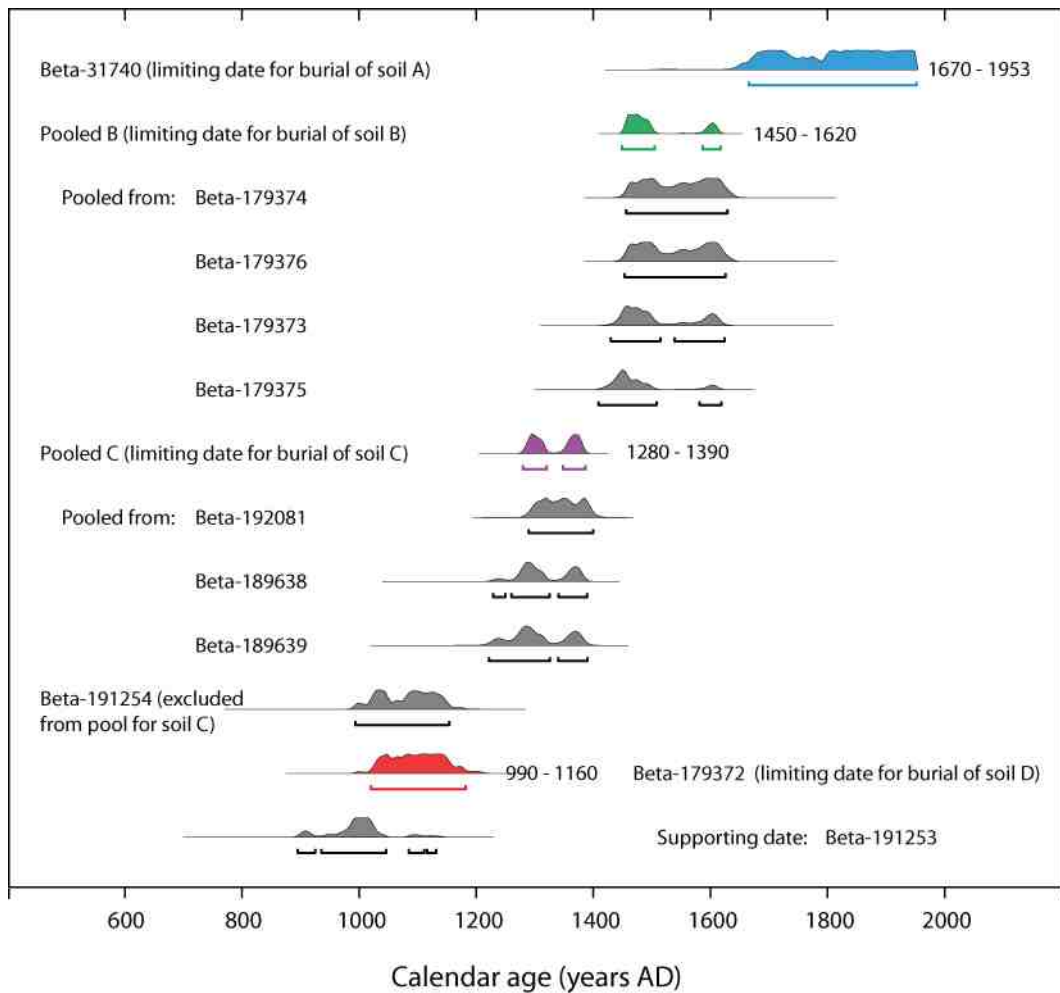 Beta-31740 (limiting date for burial of soil A)
1670 - 1953
Pooled B (limiting date for burial of soil B)
1450 - 1620
Pooled from: Beta-179374
Beta-179376
Beta-179373
Beta-179375
Pooled C (limiting date for burial of soil C)
1280 - 1390
Pooled from: Beta-192081
Beta-189638
Beta-189639
Beta-191254 (excluded
from pool for soil C)
990 - 1160 Beta-179372 (limiting date for burial of soil D)
Supporting date: Beta-191253
600 800 1000 1200 1400 1600 1800 2000
Calendar age (years AD)